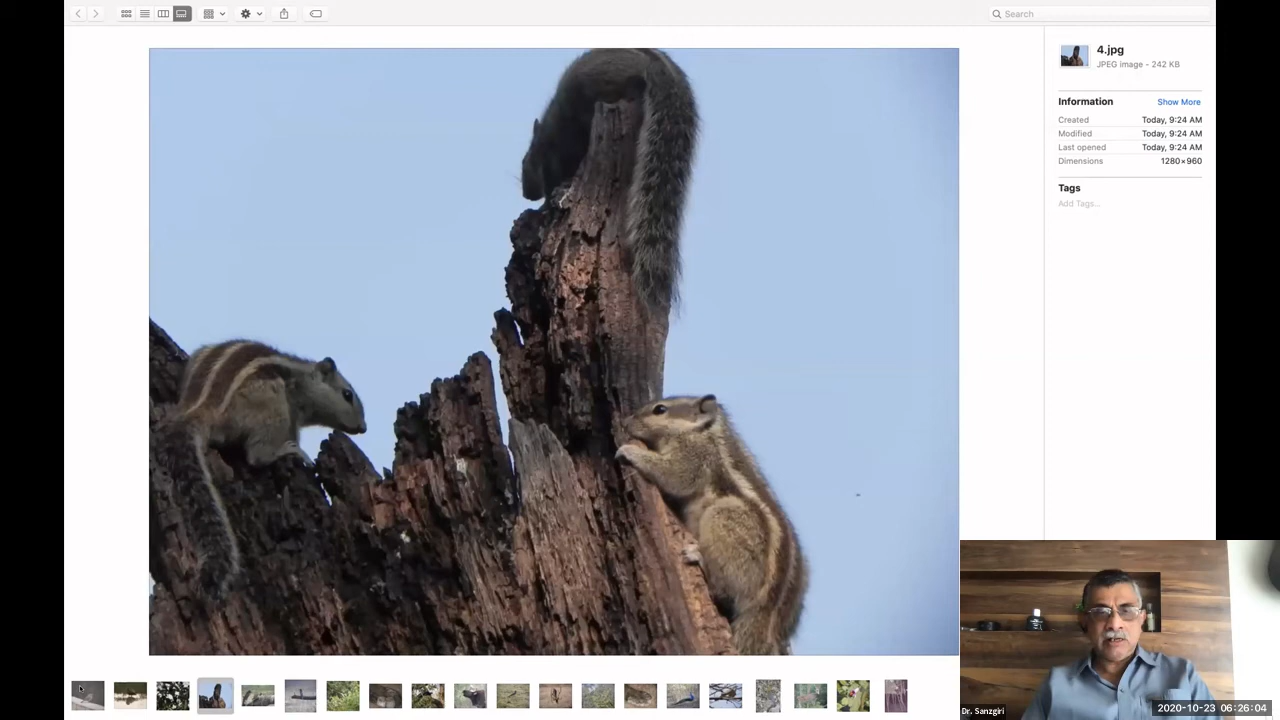 Search
4.jpg
JPEG image - 242 KB
Information Show More
Created Today, 9:24 AM
Modified Today, 9:24 AM
Last opened Today, 9:24 AM
Dimensions 1280×960
Tags
Add Tags...
Dr. Sanzgiri
2020-10-23 06:26:04